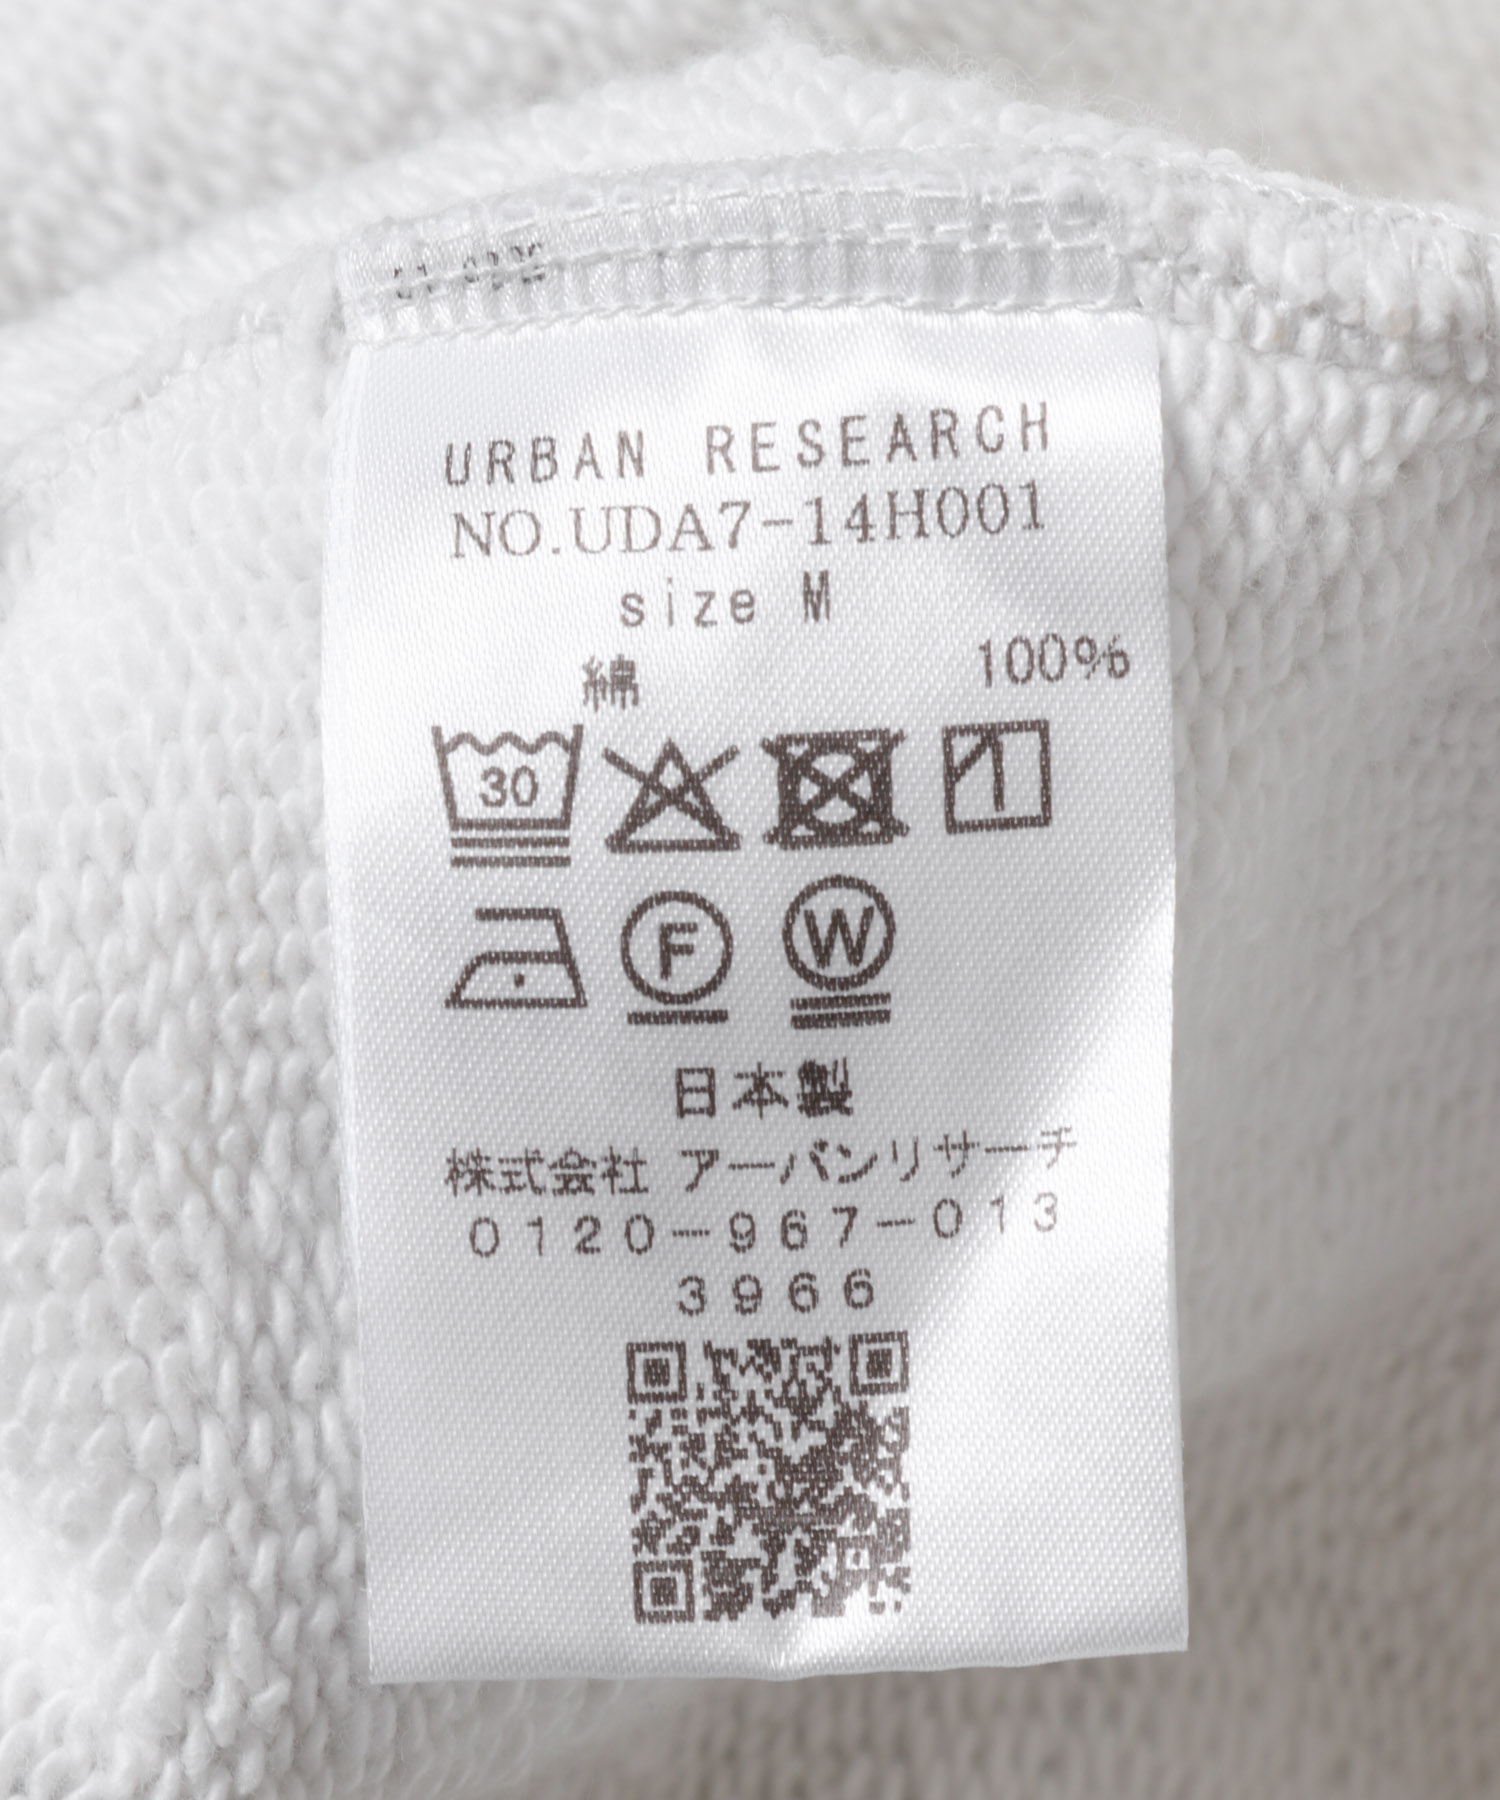 URBAN RESEARCH
NO.UDA7-14H001
size M
綿 100%
30
F W
日本製
株式会社 アーバンリサーチ
0120-967-013
3966